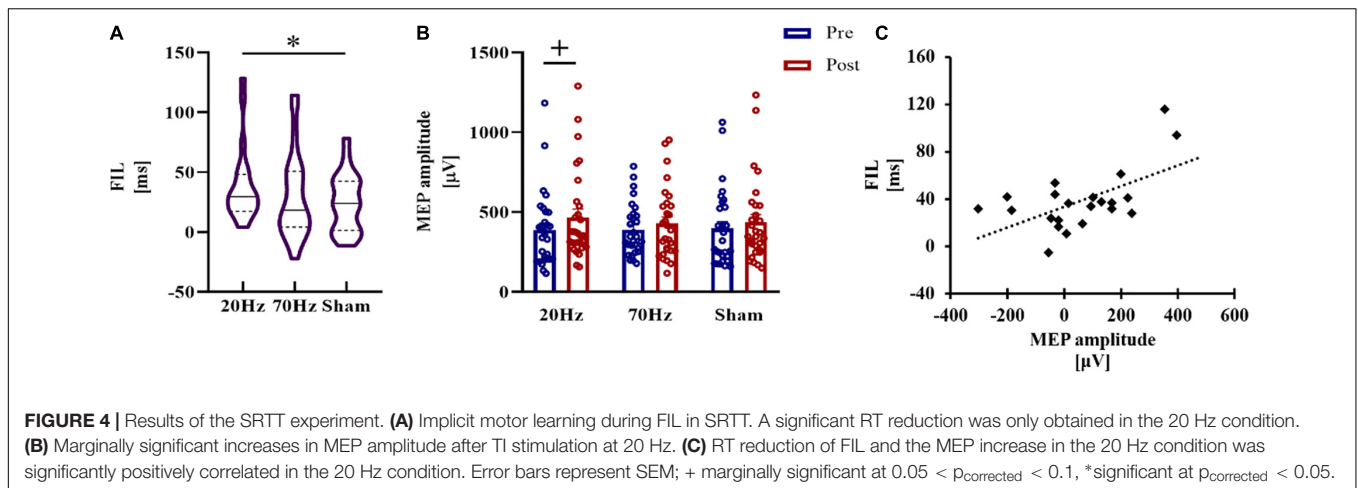 A
B
C
*
Pre
Post
+
150
100
50
0
-50
FIL
[ms]
20Hz 70Hz Sham
1500
1000
500
0
MEP amplitude
[μV]
20Hz 70Hz Sham
160
120
80
40
0
-40
FIL
[ms]
-400 -200 0 200 400 600
MEP amplitude
[μV]
FIGURE 4 | Results of the SRTT experiment. (A) Implicit motor learning during FIL in SRTT. A significant RT reduction was only obtained in the 20 Hz condition.
(B) Marginally significant increases in MEP amplitude after TI stimulation at 20 Hz. (C) RT reduction of FIL and the MEP increase in the 20 Hz condition was
significantly positively correlated in the 20 Hz condition. Error bars represent SEM; + marginally significant at 0.05 < pcorrected < 0.1, *significant at pcorrected < 0.05.